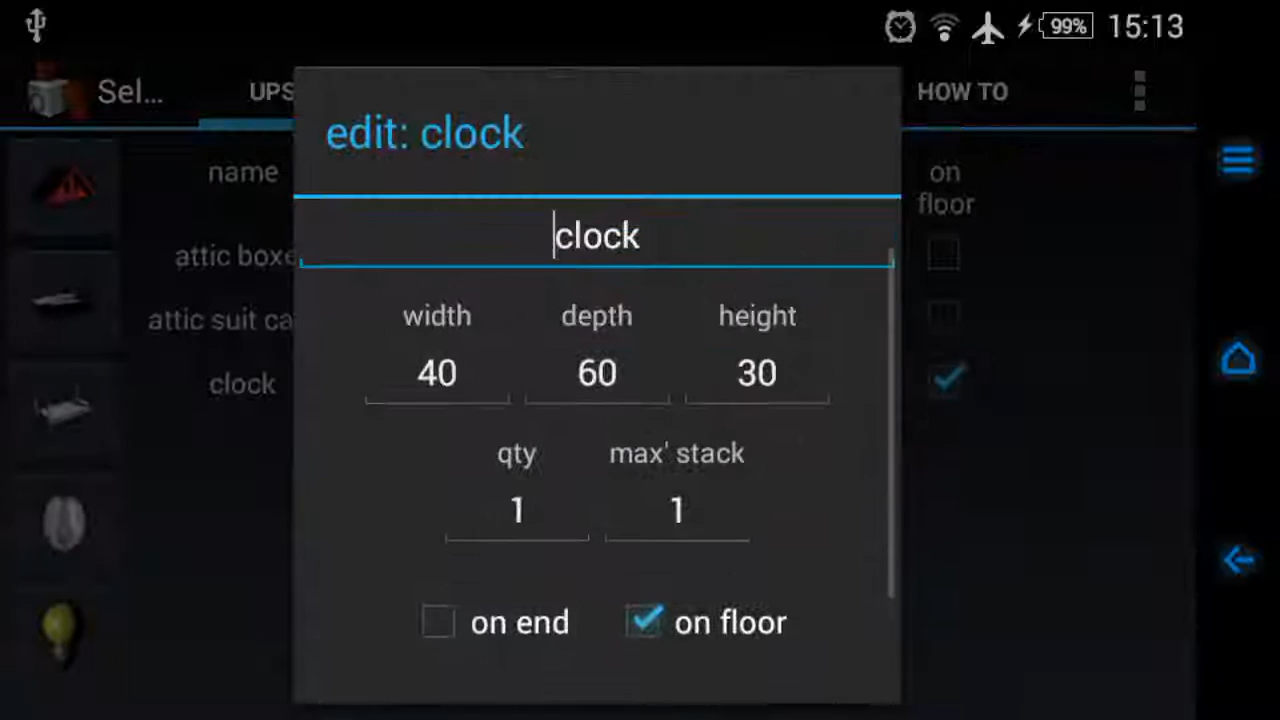 99% 15:13
Sel... UPS HOW TO
edit: clock
name
on
floor
clock
attic boxe
width depth height
attic suit ca
40 60 30
clock
qty max' stack
1 1
on end on floor